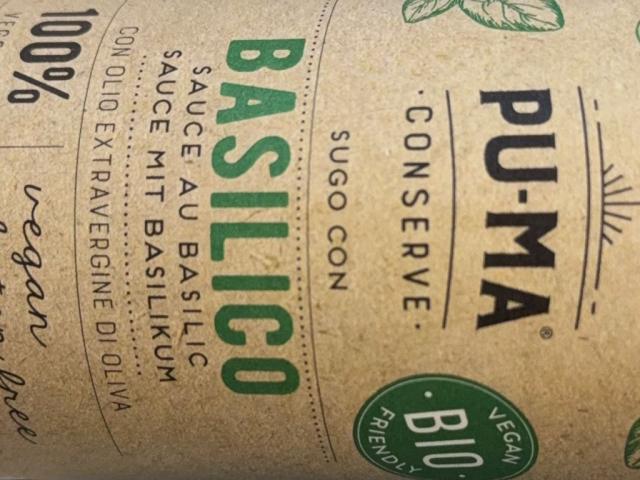 PU·MA®
·CONSERVE·
SUGO CON
BASILICO
SAUCE AU BASILIC
SAUCE MIT BASILIKUM
CON OLIO EXTRAVERGINE DI OLIVA
VEGAN
·BIO·
FRIENDLY
100%
vegan
free